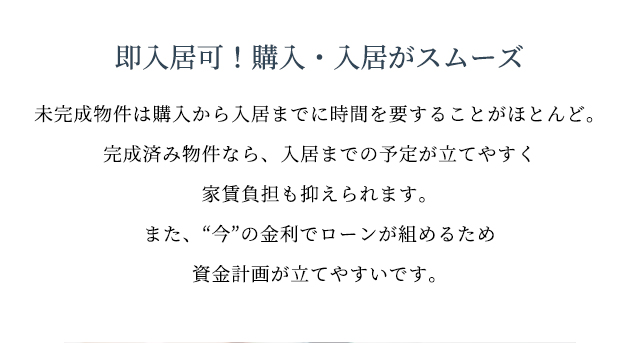 即入居可！購入・入居がスムーズ
未完成物件は購入から入居までに時間を要することがほとんど。
完成済み物件なら、入居までの予定が立てやすく
家賃負担も抑えられます。
また、“今”の金利でローンが組めるため
資金計画が立てやすいです。